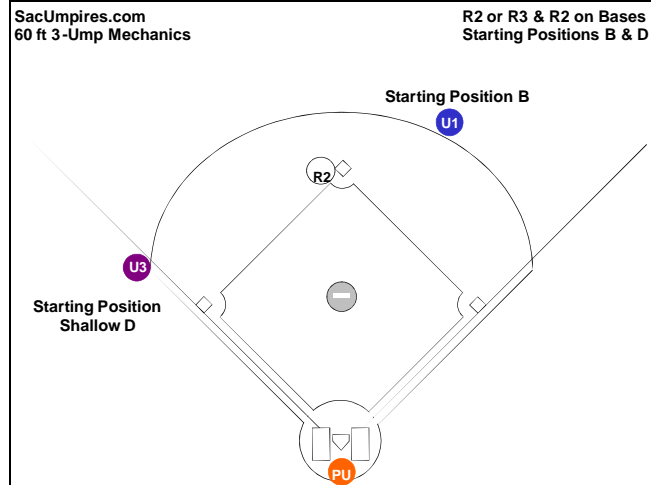 SacUmpires.com
60 ft 3-Ump Mechanics
R2 or R3 & R2 on Bases
Starting Positions B & D
Starting Position B
U1
R2
U3
Starting Position
Shallow D
PU